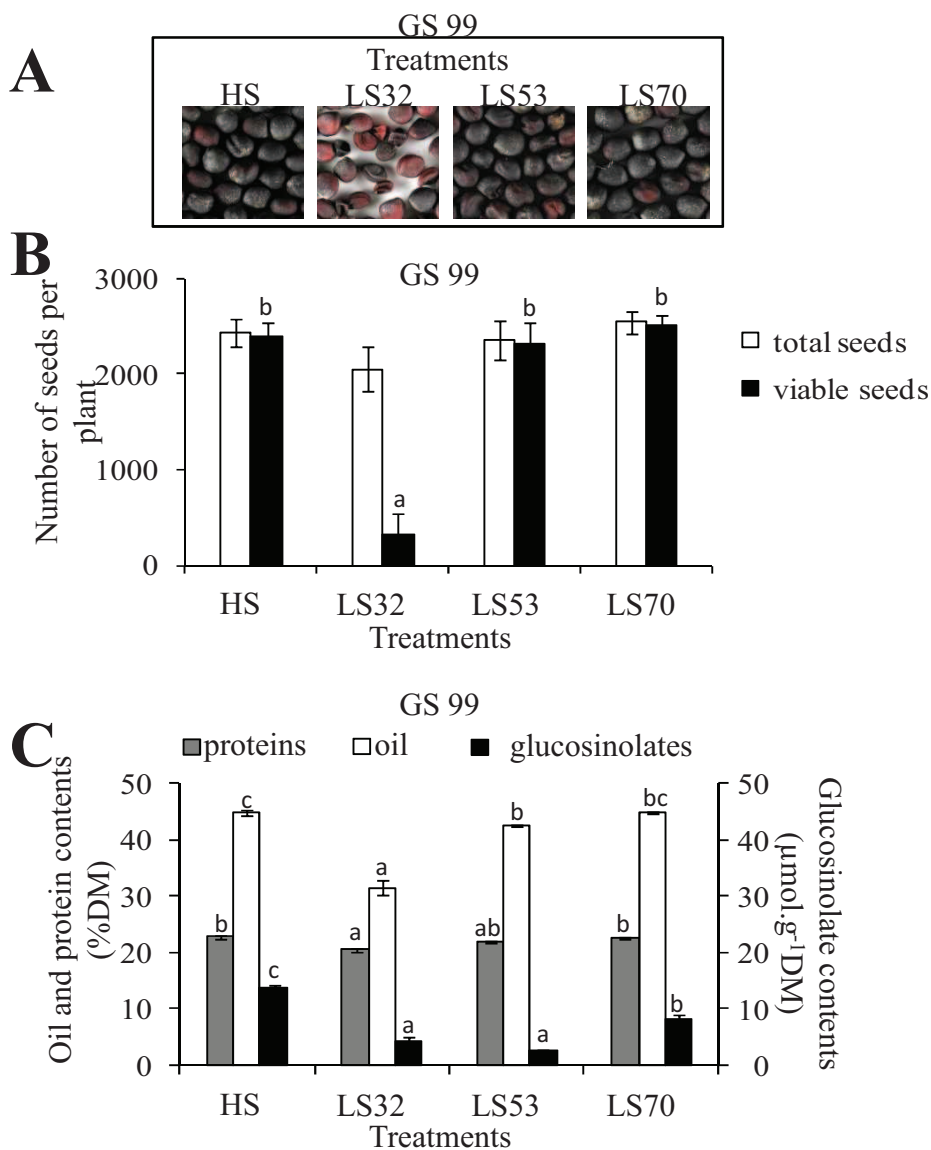 A
GS 99
Treatments
HS LS32 LS53 LS70
B
GS 99
Number of seeds per
plant
3000
2000
1000
0
b
a
b
b
total seeds
viable seeds
HS LS32 LS53 LS70
Treatments
C
GS 99
proteins oil glucosinolates
Oil and protein contents
(%DM)
50
40
30
20
10
0
b c c
a a a
ab b a
b bc b
50
40
30
20
10
0
Glucosinolate contents
(µmol.g-1DM)
HS LS32 LS53 LS70
Treatments